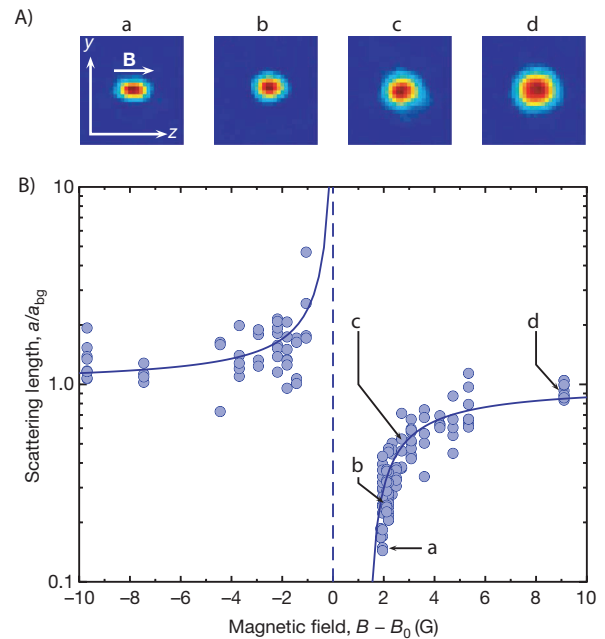 A)
a b c d
y
B
z
B)
10
1.0
0.1
Scattering length, a/a_bg
c
d
b
a
−10 −8 −6 −4 −2 0 2 4 6 8 10
Magnetic field, B − B₀ (G)